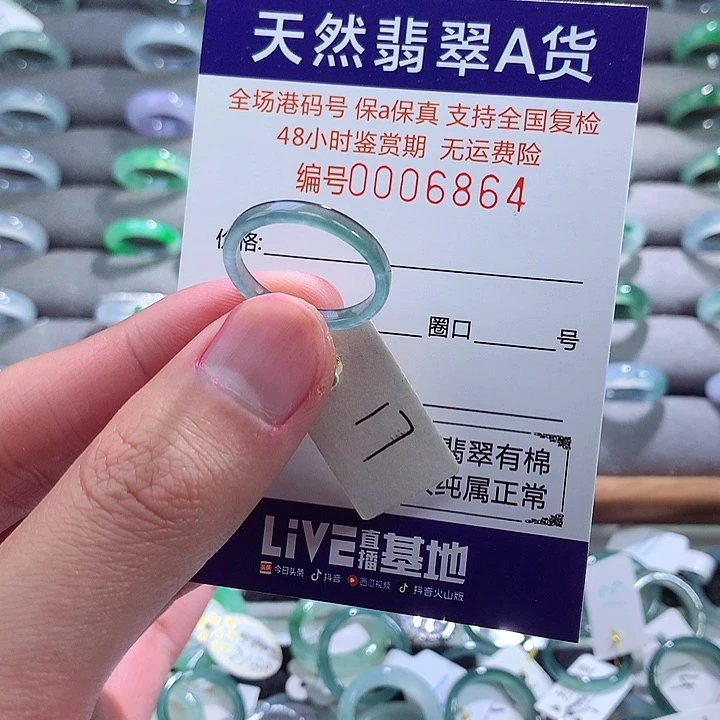 天然翡翠A货
全场港码号 保a保真 支持全国复检
48小时鉴赏期 无运费险
编号0006864
价格:
圈口 号
17
翡翠有棉
纯属正常
LiVE直播基地
头条 今日头条 抖音 西瓜视频 抖音火山版
14